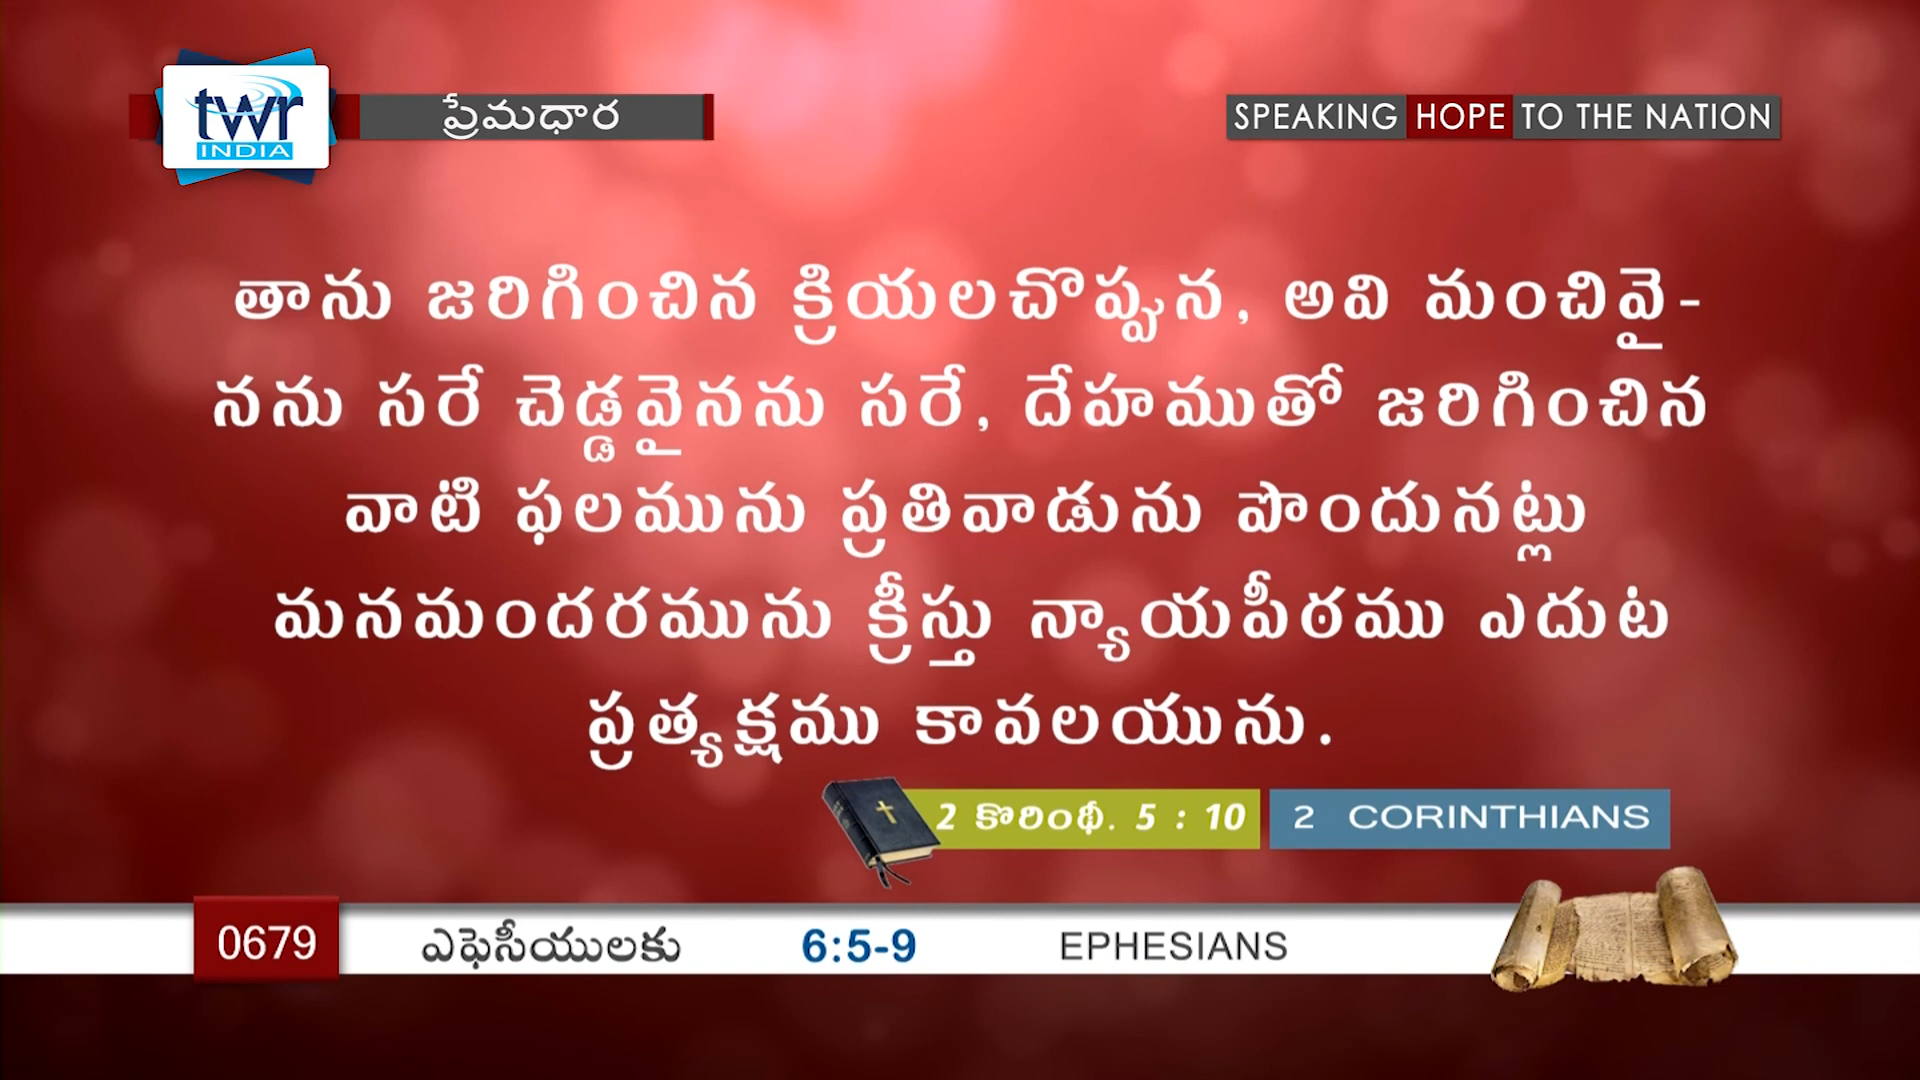 twr
INDIA
ప్రేమధార
SPEAKING HOPE TO THE NATION
తాను జరిగించిన క్రియలచొప్పున, అవి మంచివై-
నను సరే చెడ్డవైనను సరే, దేహముతో జరిగించిన
వాటి ఫలమును ప్రతివాడును పొందునట్లు
మనమందరమును క్రీస్తు న్యాయపీఠము ఎదుట
ప్రత్యక్షము కావలయును.
2 కొరింథీ. 5 : 10
2 CORINTHIANS
0679
ఎఫెసీయులకు 6:5-9 EPHESIANS